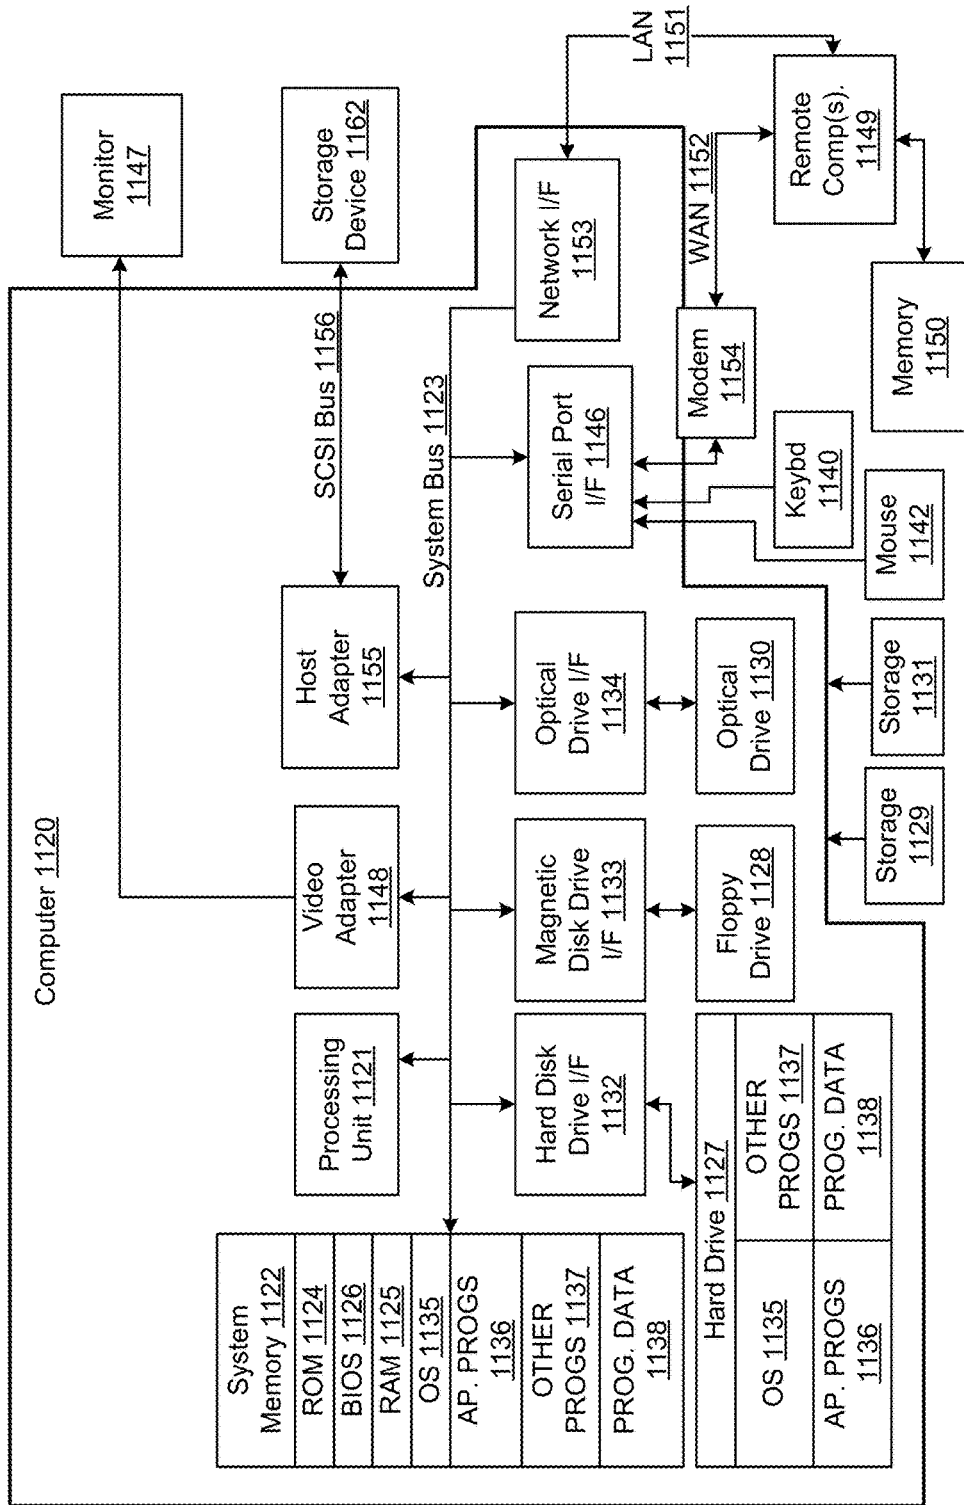 Computer 1120
Monitor
1147
Storage
Device 1162
SCSI Bus 1156
System
Memory 1122
ROM 1124
BIOS 1126
RAM 1125
OS 1135
AP. PROGS
1136
OTHER
PROGS 1137
PROG. DATA
1138
Processing
Unit 1121
Video
Adapter
1148
Host
Adapter
1155
System Bus 1123
Hard Disk
Drive I/F
1132
Magnetic
Disk Drive
I/F 1133
Optical
Drive I/F
1134
Serial Port
I/F 1146
Network I/F
1153
LAN
1151
Hard Drive 1127
OS 1135
OTHER
PROGS 1137
AP. PROGS
1136
PROG. DATA
1138
Floppy
Drive 1128
Optical
Drive 1130
Modem
1154
WAN 1152
Remote
Comp(s).
1149
Storage
1129
Storage
1131
Mouse
1142
Keybd
1140
Memory
1150